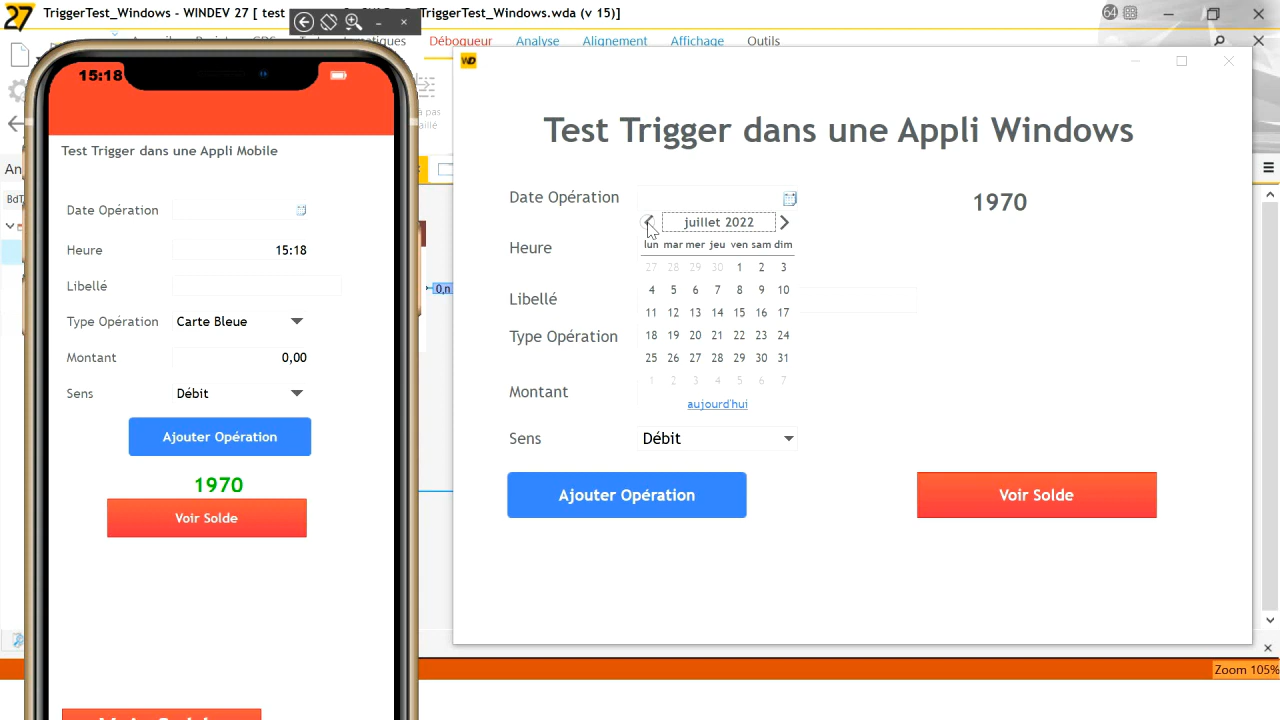 27 TriggerTest_Windows - WINDEV 27 [ test
TriggerTest_Windows.wda (v 15)]
64
Débogueur Analyse Alignement Affichage Outils
15:18
Test Trigger dans une Appli Mobile
Date Opération
Heure 15:18
Libellé
Type Opération Carte Bleue
Montant 0,00
Sens Débit
Ajouter Opération
1970
Voir Solde
An
BdT
à pas
aillé
0,n
WD
Test Trigger dans une Appli Windows
Date Opération
1970
juillet 2022
lun mar mer jeu ven sam dim
27 28 29 30 1 2 3
4 5 6 7 8 9 10
11 12 13 14 15 16 17
18 19 20 21 22 23 24
25 26 27 28 29 30 31
1 2 3 4 5 6 7
aujourd'hui
Heure
Libellé
Type Opération
Montant
Sens Débit
Ajouter Opération
Voir Solde
Zoom 105%